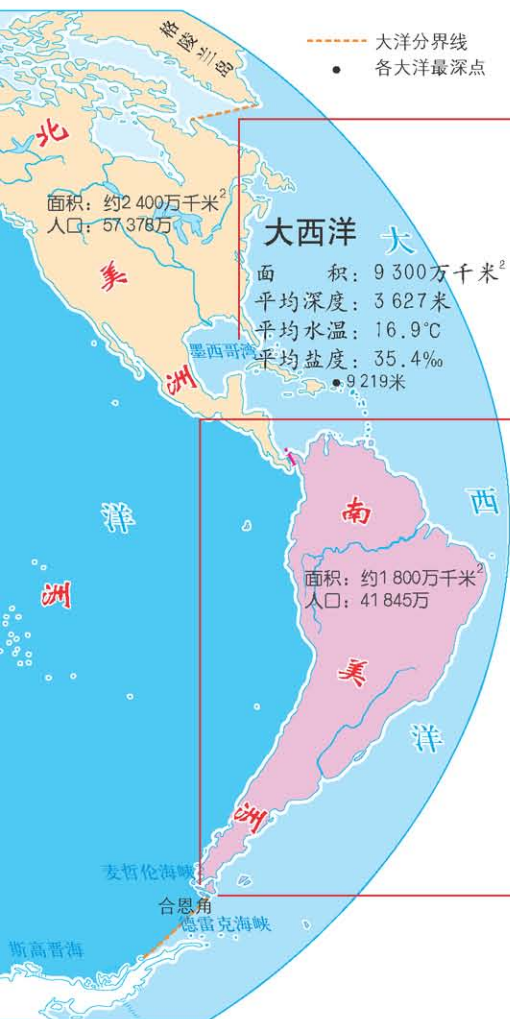 格陵兰岛
大洋分界线
各大洋最深点
北美洲
面积：约2 400万千米²
人口：57 378万
大西洋
面　　积：9 300万千米²
平均深度：3 627米
平均水温：16.9℃
平均盐度：35.4‰
9 219米
墨西哥湾
大西洋
i
洋
洲
南美洲
面积：约1 800万千米²
人口：41 845万
麦哲伦海峡
合恩角
德雷克海峡
斯高晋海